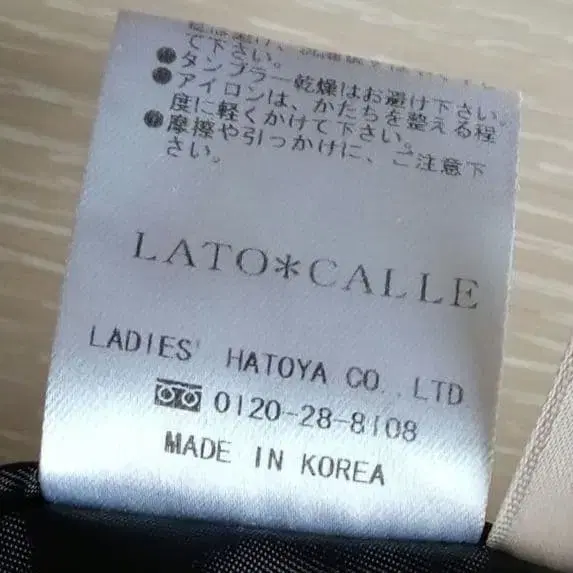 て下さい。
●タンブラー乾燥はお避け下さい。
●アイロンは、かたちを整える程
度に軽くかけて下さい。
●摩擦や引っかけに、ご注意下
さい。
LATO*CALLE
LADIES' HATOYA CO., LTD.
0120-28-8108
MADE IN KOREA